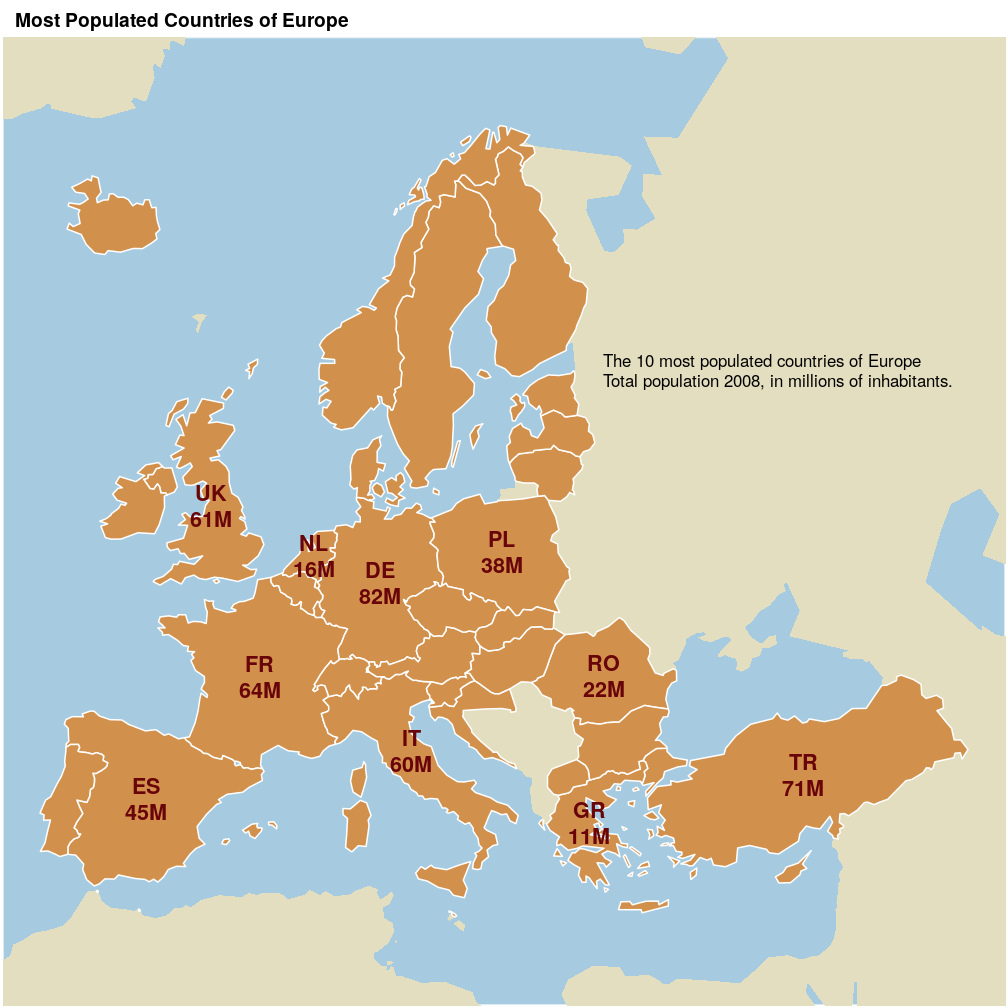 Most Populated Countries of Europe
The 10 most populated countries of Europe
Total population 2008, in millions of inhabitants.
UK
61M
NL
16M
DE
82M
PL
38M
FR
64M
RO
22M
IT
60M
ES
45M
TR
71M
GR
11M